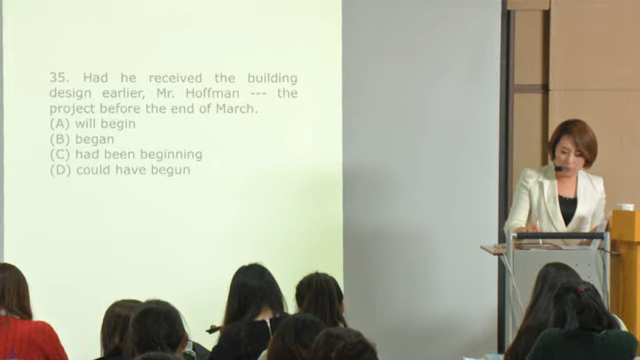 35. Had he received the building
design earlier, Mr. Hoffman --- the
project before the end of March.
(A) will begin
(B) began
(C) had been beginning
(D) could have begun